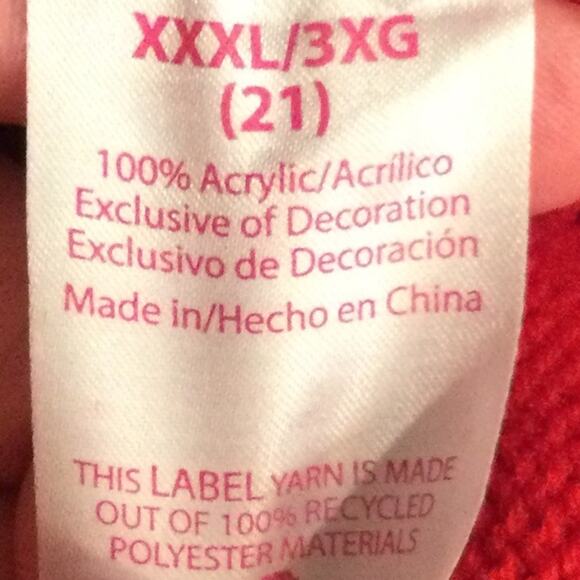 XXXL/3XG
(21)
100% Acrylic/Acrílico
Exclusive of Decoration
Exclusivo de Decoración
Made in/Hecho en China
THIS LABEL YARN IS MADE
OUT OF 100% RECYCLED
POLYESTER MATERIALS